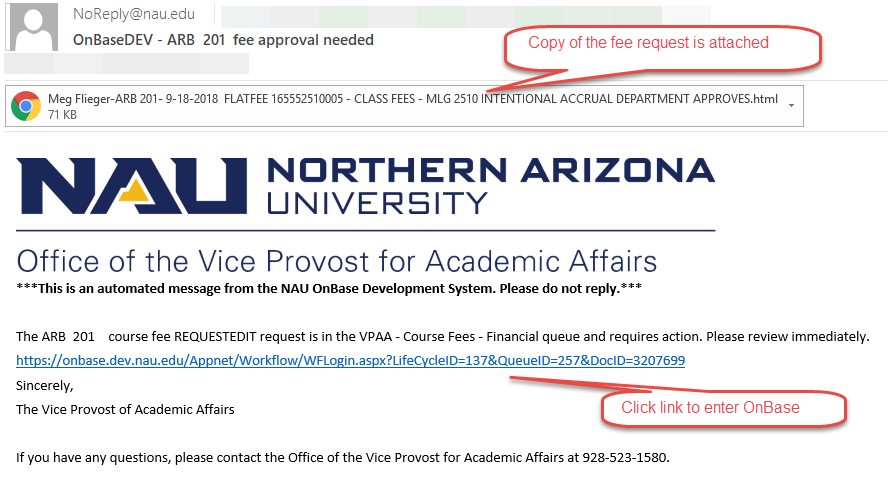 NoReply@nau.edu
OnBaseDEV - ARB  201  fee approval needed
Copy of the fee request is attached
Meg Flieger-ARB 201- 9-18-2018  FLATFEE 165552510005 - CLASS FEES - MLG 2510 INTENTIONAL ACCRUAL DEPARTMENT APPROVES.html
71 KB
NAU NORTHERN ARIZONA
UNIVERSITY
Office of the Vice Provost for Academic Affairs
***This is an automated message from the NAU OnBase Development System. Please do not reply.***
The ARB  201    course fee REQUESTEDIT request is in the VPAA - Course Fees - Financial queue and requires action. Please review immediately.
https://onbase.dev.nau.edu/Appnet/Workflow/WFLogin.aspx?LifeCycleID=137&QueueID=257&DocID=3207699
Sincerely,
Click link to enter OnBase
The Vice Provost of Academic Affairs
If you have any questions, please contact the Office of the Vice Provost for Academic Affairs at 928-523-1580.